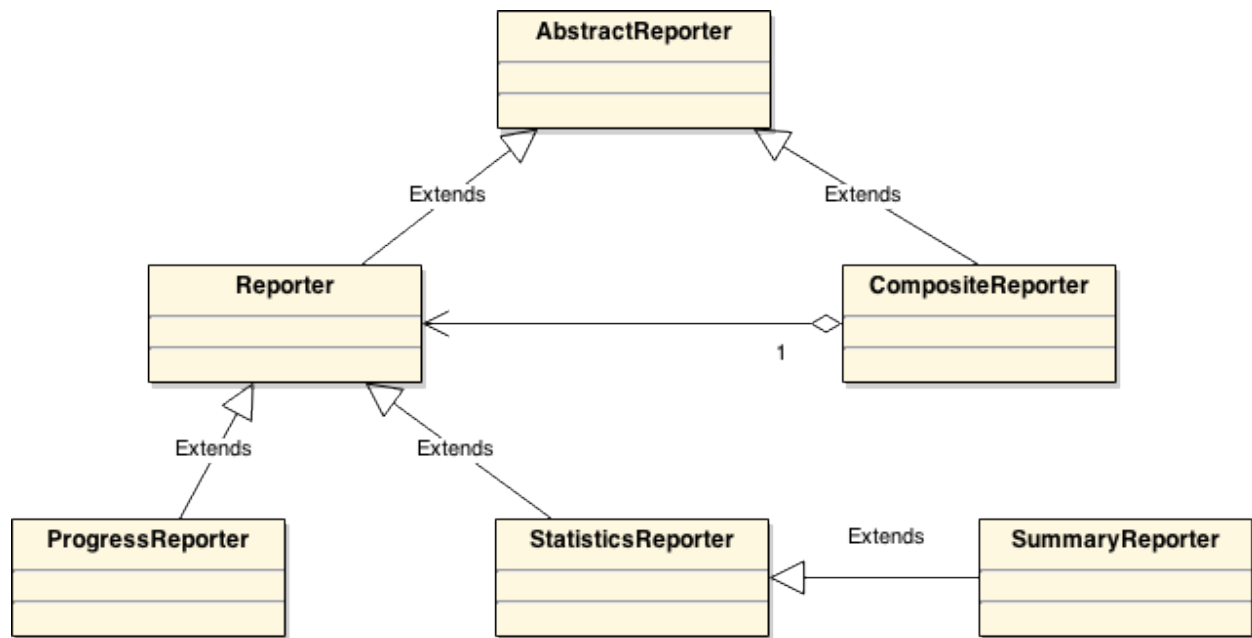 AbstractReporter
Extends
Extends
Reporter
CompositeReporter
1
Extends
Extends
ProgressReporter
StatisticsReporter
Extends
SummaryReporter